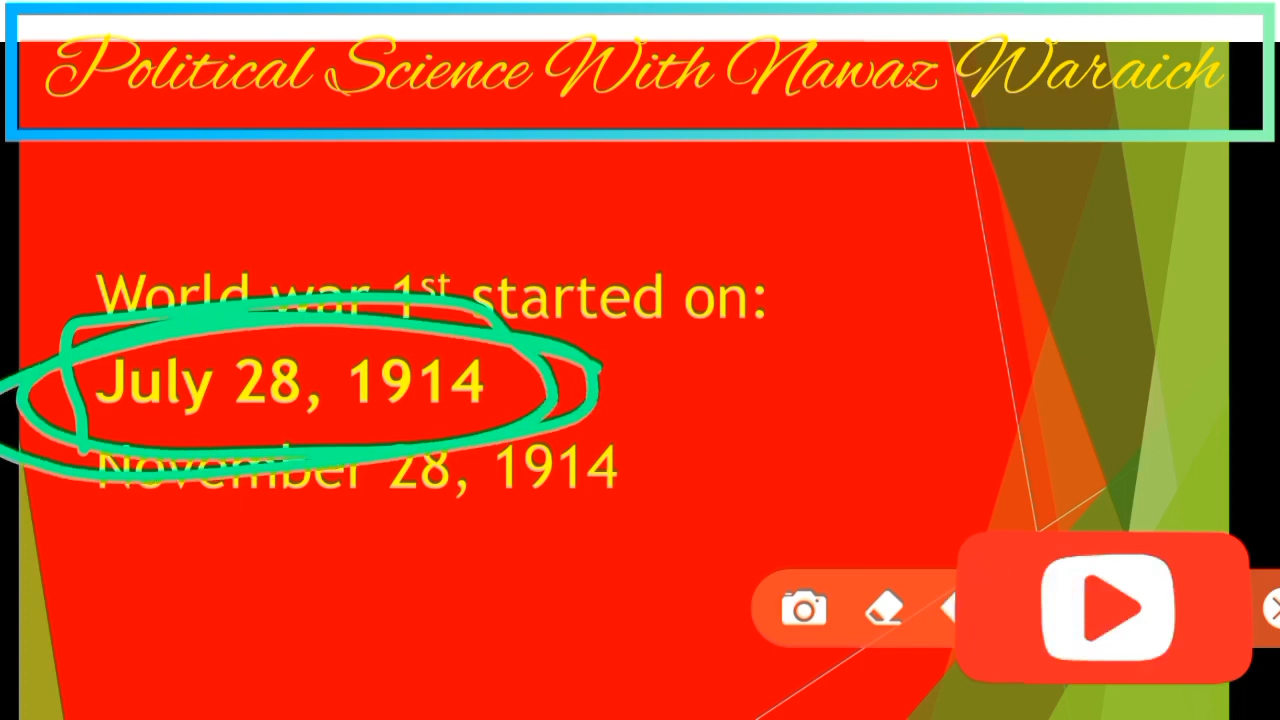 Political Science With Nawaz Waraich
World war 1st started on:
July 28, 1914
November 28, 1914